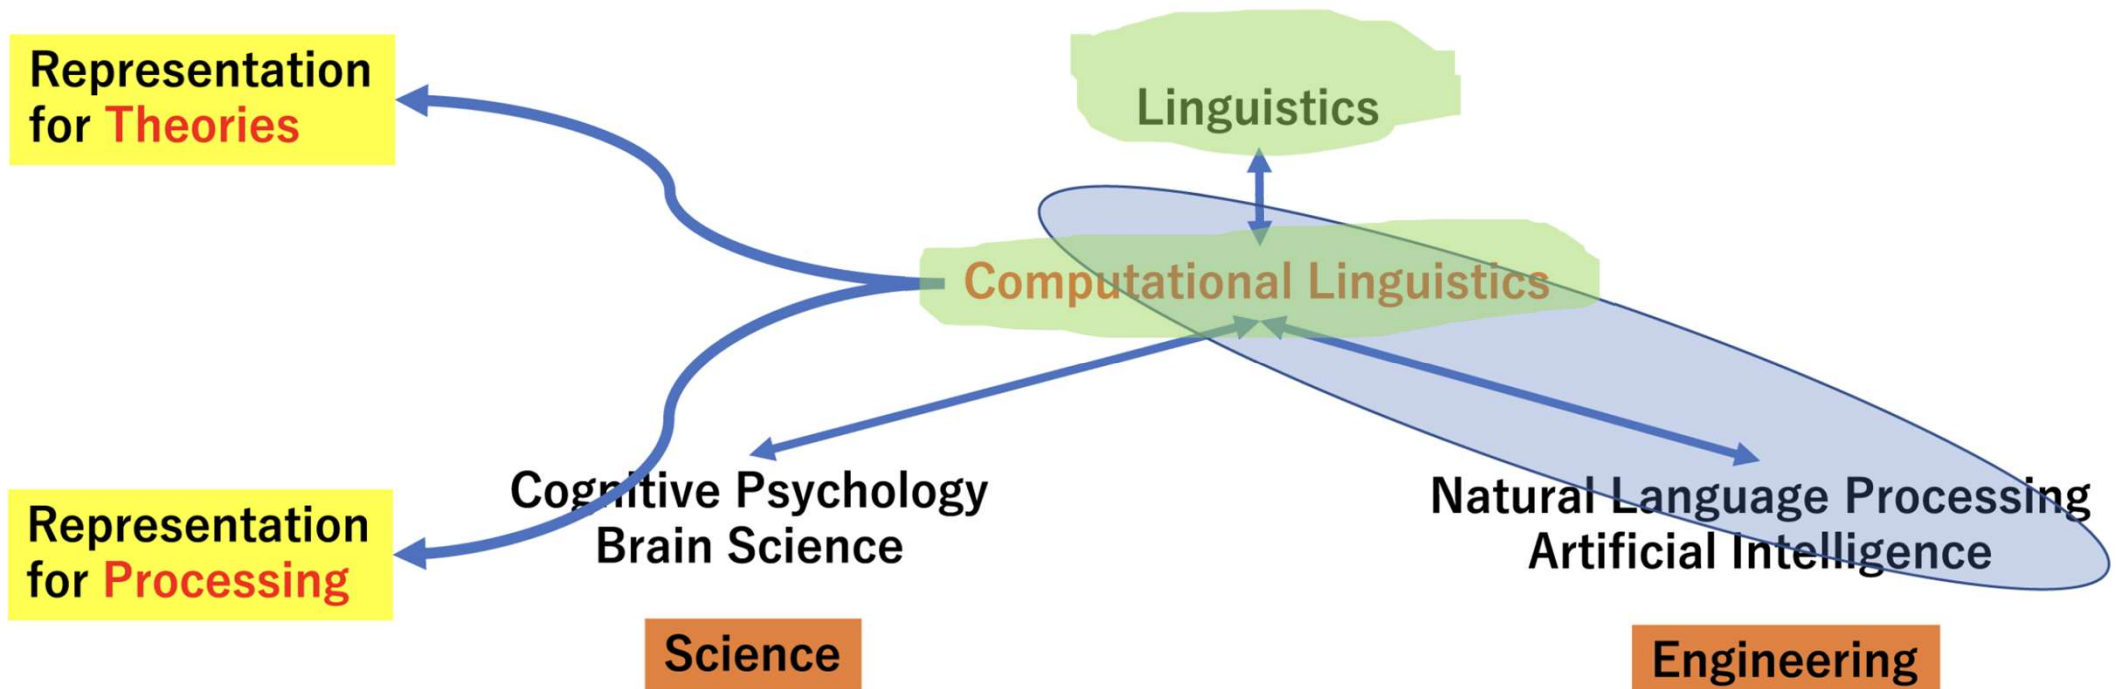 Representation
for Theories
Linguistics
Computational Linguistics
Cognitive Psychology
Brain Science
Natural Language Processing
Artificial Intelligence
Representation
for Processing
Science
Engineering